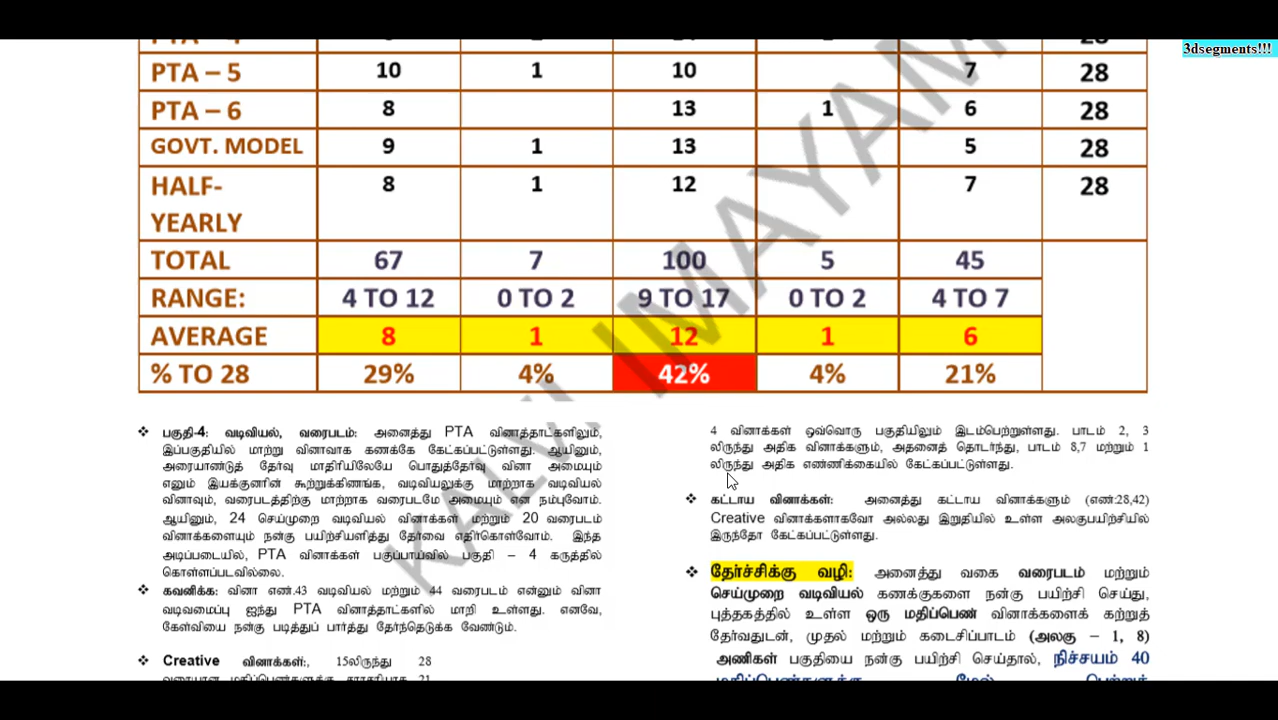 3dsegments!!!
PTA – 5 10 1 10 7 28
PTA – 6 8 13 1 6 28
GOVT. MODEL 9 1 13 5 28
HALF- 8 1 12 7 28
YEARLY
TOTAL 67 7 100 5 45
RANGE: 4 TO 12 0 TO 2 9 TO 17 0 TO 2 4 TO 7
AVERAGE 8 1 12 1 6
% TO 28 29% 4% 42% 4% 21%
KALVI IMAYAM
❖ பகுதி-4: வடிவியல், வரைபடம்: அனைத்து PTA வினாத்தாட்களிலும்,
இப்பகுதியில் மாற்று வினாவாக கணக்கே கேட்கப்பட்டுள்ளது. ஆயினும்,
அரையாண்டுத் தேர்வு மாதிரியிலேயே பொதுத்தேர்வு வினா அமையும்
எனும் இயக்குனரின் கூற்றுக்கிணங்க, வடிவியலுக்கு மாற்றாக வடிவியல்
வினாவும், வரைபடத்திற்கு மாற்றாக வரைபடமே அமையும் என நம்புவோம்.
ஆயினும், 24 செய்முறை வடிவியல் வினாக்கள் மற்றும் 20 வரைபடம்
வினாக்களையும் நன்கு பயிற்சியளித்து தேர்வை எதிர்கொள்வோம். இந்த
அடிப்படையில், PTA வினாக்கள் பகுப்பாய்வில் பகுதி – 4 கருத்தில்
கொள்ளப்படவில்லை.
❖ கவனிக்க: வினா எண்.43 வடிவியல் மற்றும் 44 வரைபடம் என்னும் வினா
வடிவமைப்பு ஐந்து PTA வினாத்தாட்களில் மாறி உள்ளது. எனவே,
கேள்வியை நன்கு படித்துப் பார்த்து தேர்ந்தெடுக்க வேண்டும்.
❖ Creative வினாக்கள்:, 15லிருந்து 28
4 வினாக்கள் ஒவ்வொரு பகுதியிலும் இடம்பெற்றுள்ளது. பாடம் 2, 3
லிருந்து அதிக வினாக்களும், அதனைத் தொடர்ந்து, பாடம் 8,7 மற்றும் 1
லிருந்து அதிக எண்ணிக்கையில் கேட்கப்பட்டுள்ளது.
❖ கட்டாய வினாக்கள்: அனைத்து கட்டாய வினாக்களும் (எண்:28,42)
Creative வினாக்களாகவோ அல்லது இறுதியில் உள்ள அலகுபயிற்சியில்
இருந்தோ கேட்கப்பட்டுள்ளது.
❖ தேர்ச்சிக்கு வழி: அனைத்து வகை வரைபடம் மற்றும்
செய்முறை வடிவியல் கணக்குகளை நன்கு பயிற்சி செய்து,
புத்தகத்தில் உள்ள ஒரு மதிப்பெண் வினாக்களைக் கற்றுத்
தேர்வதுடன், முதல் மற்றும் கடைசிப்பாடம் (அலகு – 1, 8)
அணிகள் பகுதியை நன்கு பயிற்சி செய்தால், நிச்சயம் 40